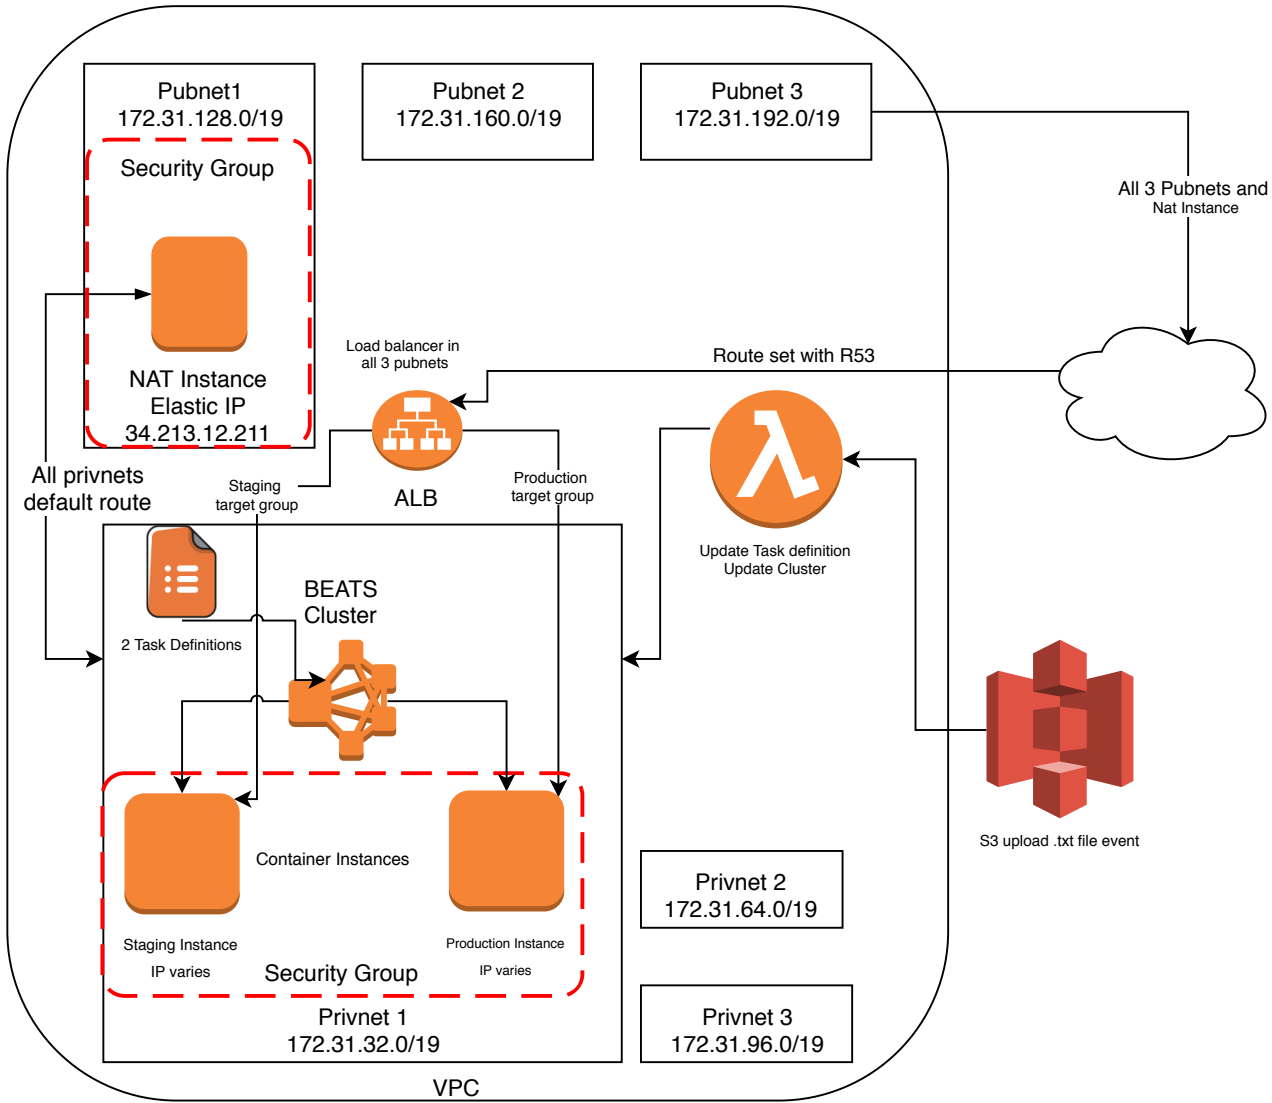 Pubnet1
172.31.128.0/19
Pubnet 2
172.31.160.0/19
Pubnet 3
172.31.192.0/19
Security Group
All 3 Pubnets and
Nat Instance
NAT Instance
Elastic IP
34.213.12.211
Load balancer in
all 3 pubnets
Route set with R53
All privnets
default route
Staging
target group
ALB
Production
target group
Update Task definition
Update Cluster
BEATS
Cluster
2 Task Definitions
S3 upload .txt file event
Container Instances
Staging Instance
IP varies
Production Instance
IP varies
Security Group
Privnet 1
172.31.32.0/19
Privnet 2
172.31.64.0/19
Privnet 3
172.31.96.0/19
VPC